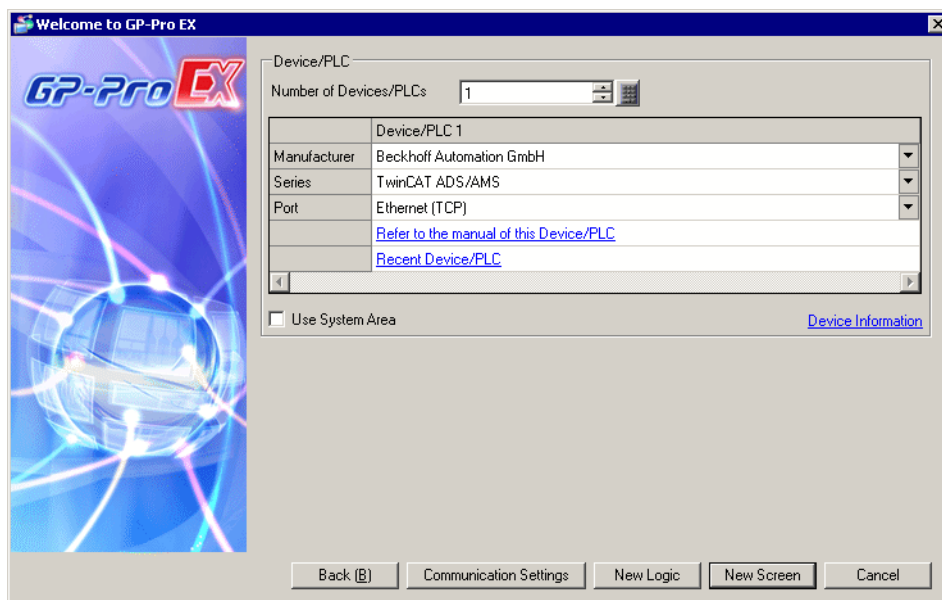 Welcome to GP-Pro EX
GP-Pro EX
Device/PLC
Number of Devices/PLCs 1
Device/PLC 1
Manufacturer Beckhoff Automation GmbH
Series TwinCAT ADS/AMS
Port Ethernet (TCP)
Refer to the manual of this Device/PLC
Recent Device/PLC
Use System Area Device Information
Back (B) Communication Settings New Logic New Screen Cancel